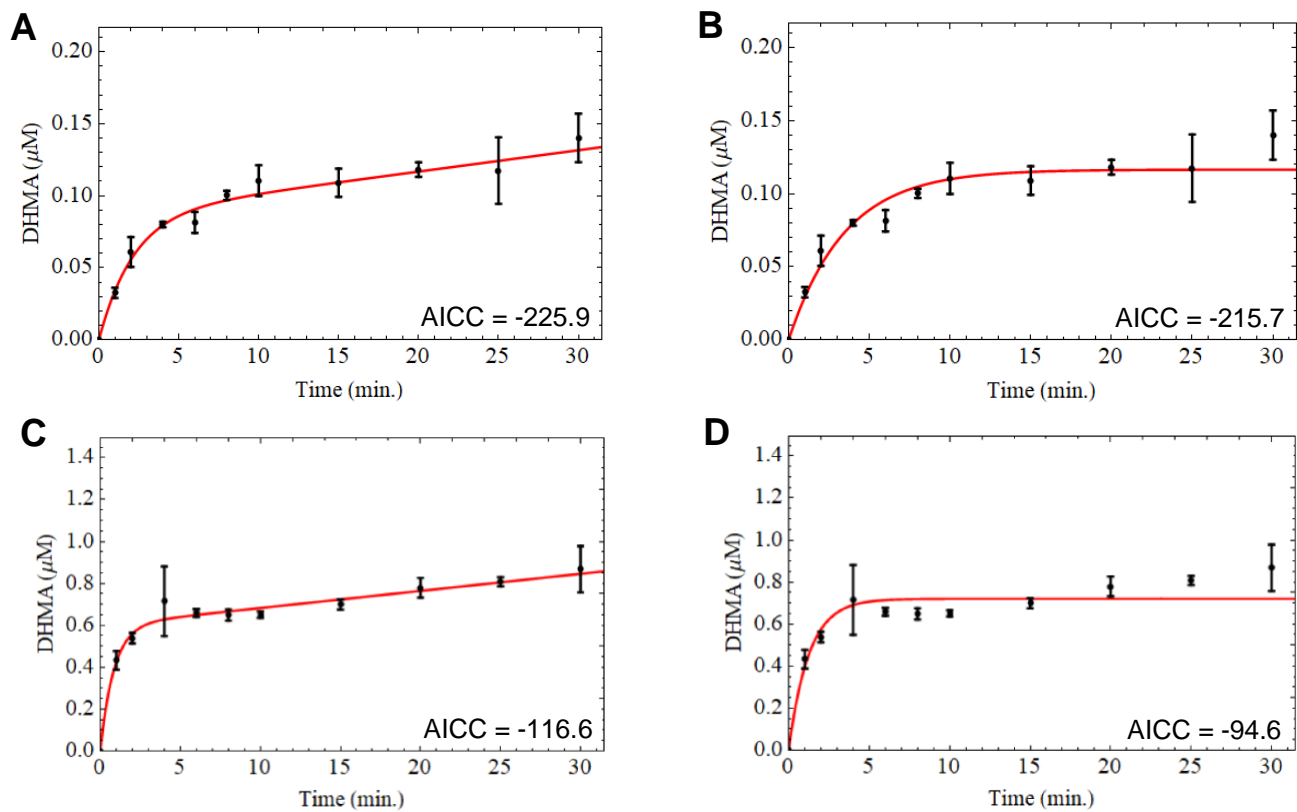 A
DHMA (μM)
0.20
0.15
0.10
0.05
0.00
AICC = -225.9
0 5 10 15 20 25 30
Time (min.)
B
DHMA (μM)
0.20
0.15
0.10
0.05
0.00
AICC = -215.7
0 5 10 15 20 25 30
Time (min.)
C
DHMA (μM)
1.4
1.2
1.0
0.8
0.6
0.4
0.2
0.0
AICC = -116.6
0 5 10 15 20 25 30
Time (min.)
D
DHMA (μM)
1.4
1.2
1.0
0.8
0.6
0.4
0.2
0.0
AICC = -94.6
0 5 10 15 20 25 30
Time (min.)